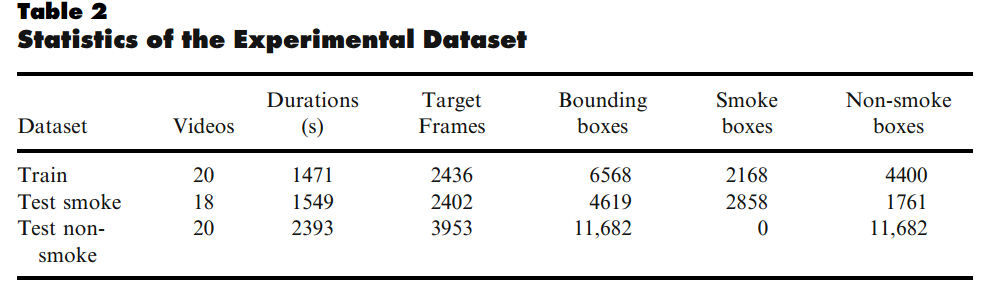 Table 2
Statistics of the Experimental Dataset
Dataset Videos Durations (s) Target Frames Bounding boxes Smoke boxes Non-smoke boxes
Train 20 1471 2436 6568 2168 4400
Test smoke 18 1549 2402 4619 2858 1761
Test non- 20 2393 3953 11,682 0 11,682
smoke